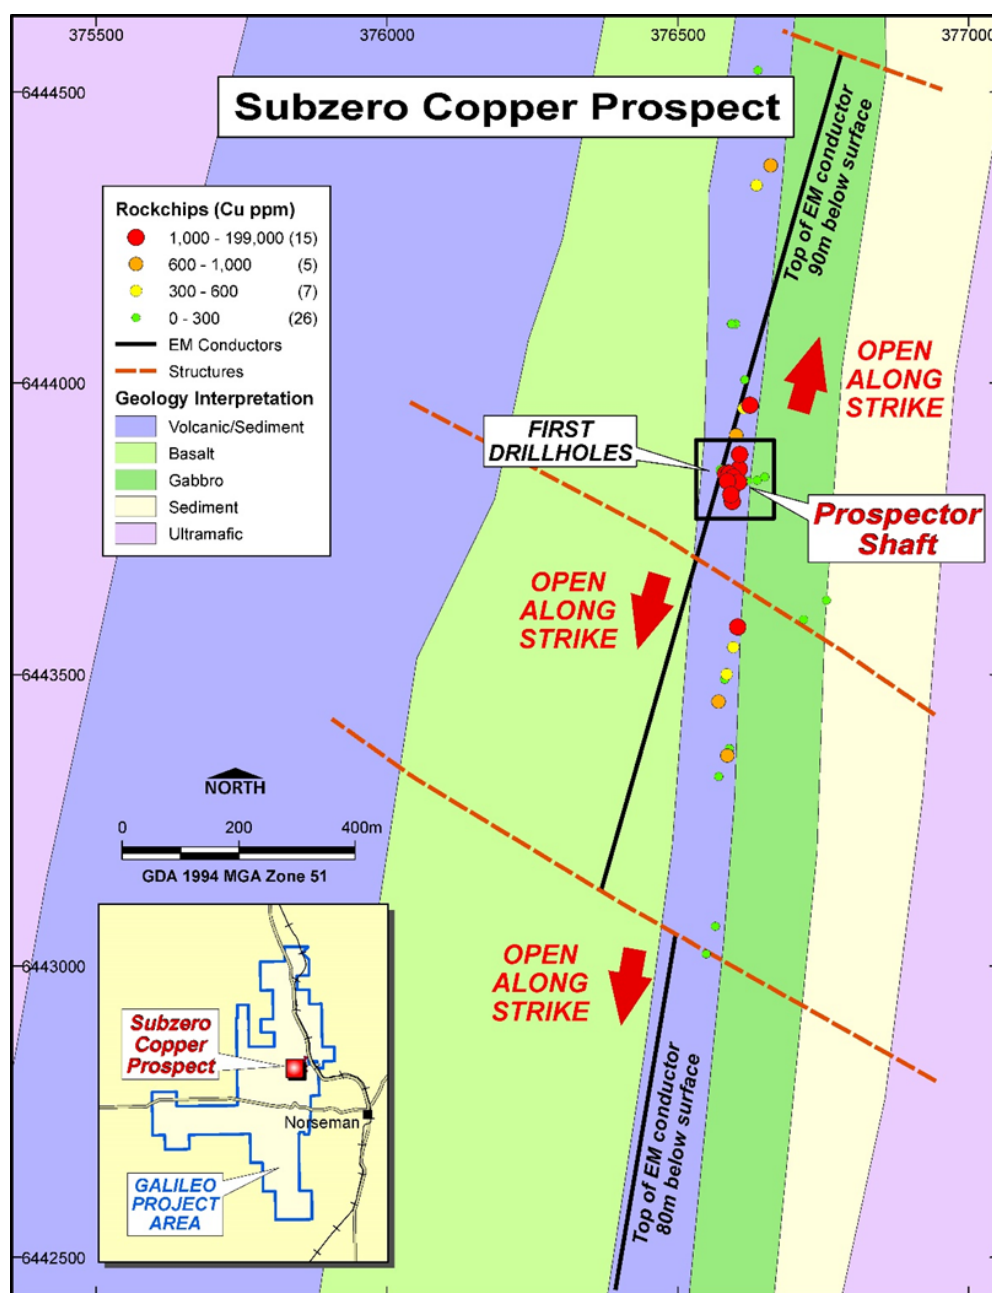 375500
376000
376500
377000
6444500
6444000
6443500
6443000
6442500
Subzero Copper Prospect
Rockchips (Cu ppm)
1,000 - 199,000 (15)
600 - 1,000 (5)
300 - 600 (7)
0 - 300 (26)
EM Conductors
Structures
Geology Interpretation
Volcanic/Sediment
Basalt
Gabbro
Sediment
Ultramafic
Top of EM conductor
90m below surface
OPEN
ALONG
STRIKE
FIRST
DRILLHOLES
Prospector
Shaft
OPEN
ALONG
STRIKE
NORTH
0 200 400m
GDA 1994 MGA Zone 51
OPEN
ALONG
STRIKE
Top of EM conductor
80m below surface
Subzero
Copper
Prospect
Norseman
GALILEO
PROJECT
AREA